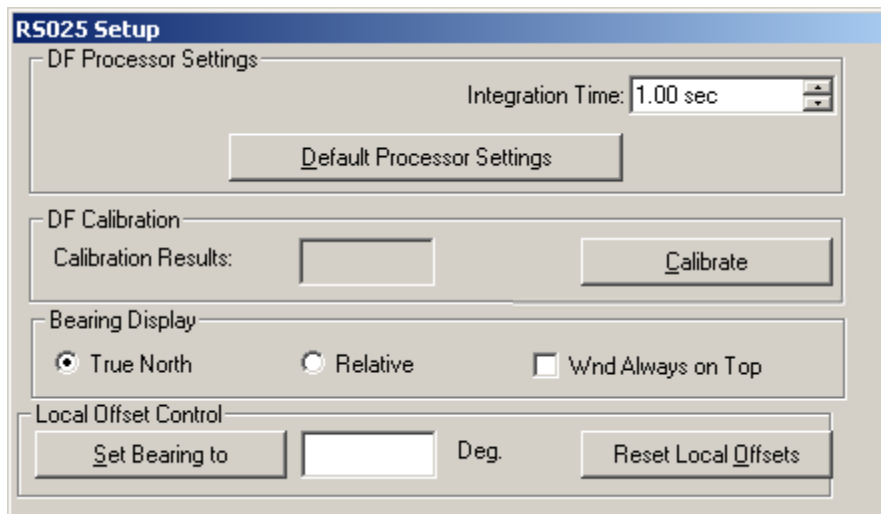 RS025 Setup
DF Processor Settings
Integration Time: 1.00 sec
Default Processor Settings
DF Calibration
Calibration Results:
Calibrate
Bearing Display
True North
Relative
Wnd Always on Top
Local Offset Control
Set Bearing to
Deg.
Reset Local Offsets